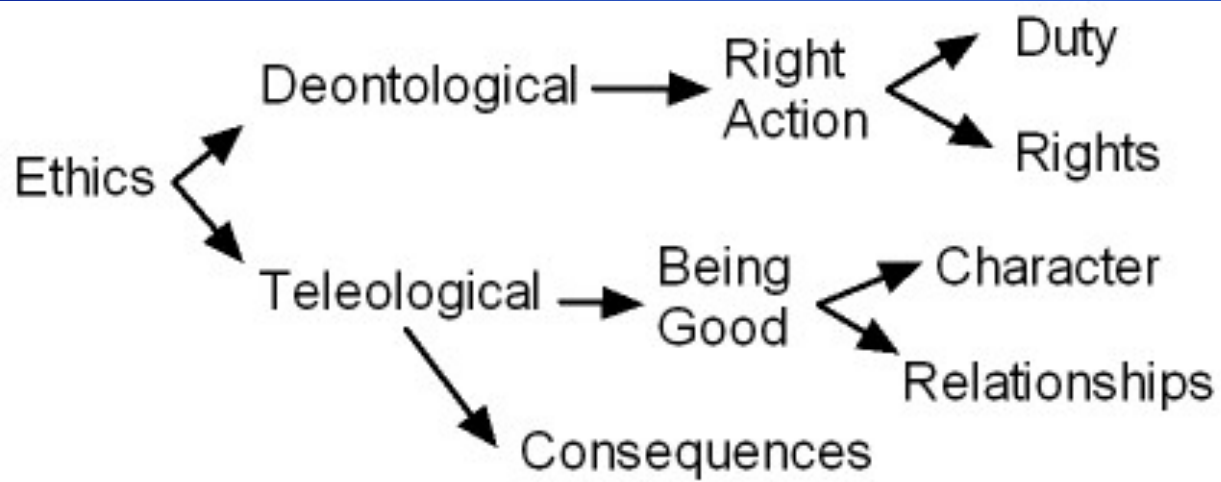 Ethics
Deontological
Right
Action
Duty
Rights
Teleological
Being
Good
Character
Relationships
Consequences